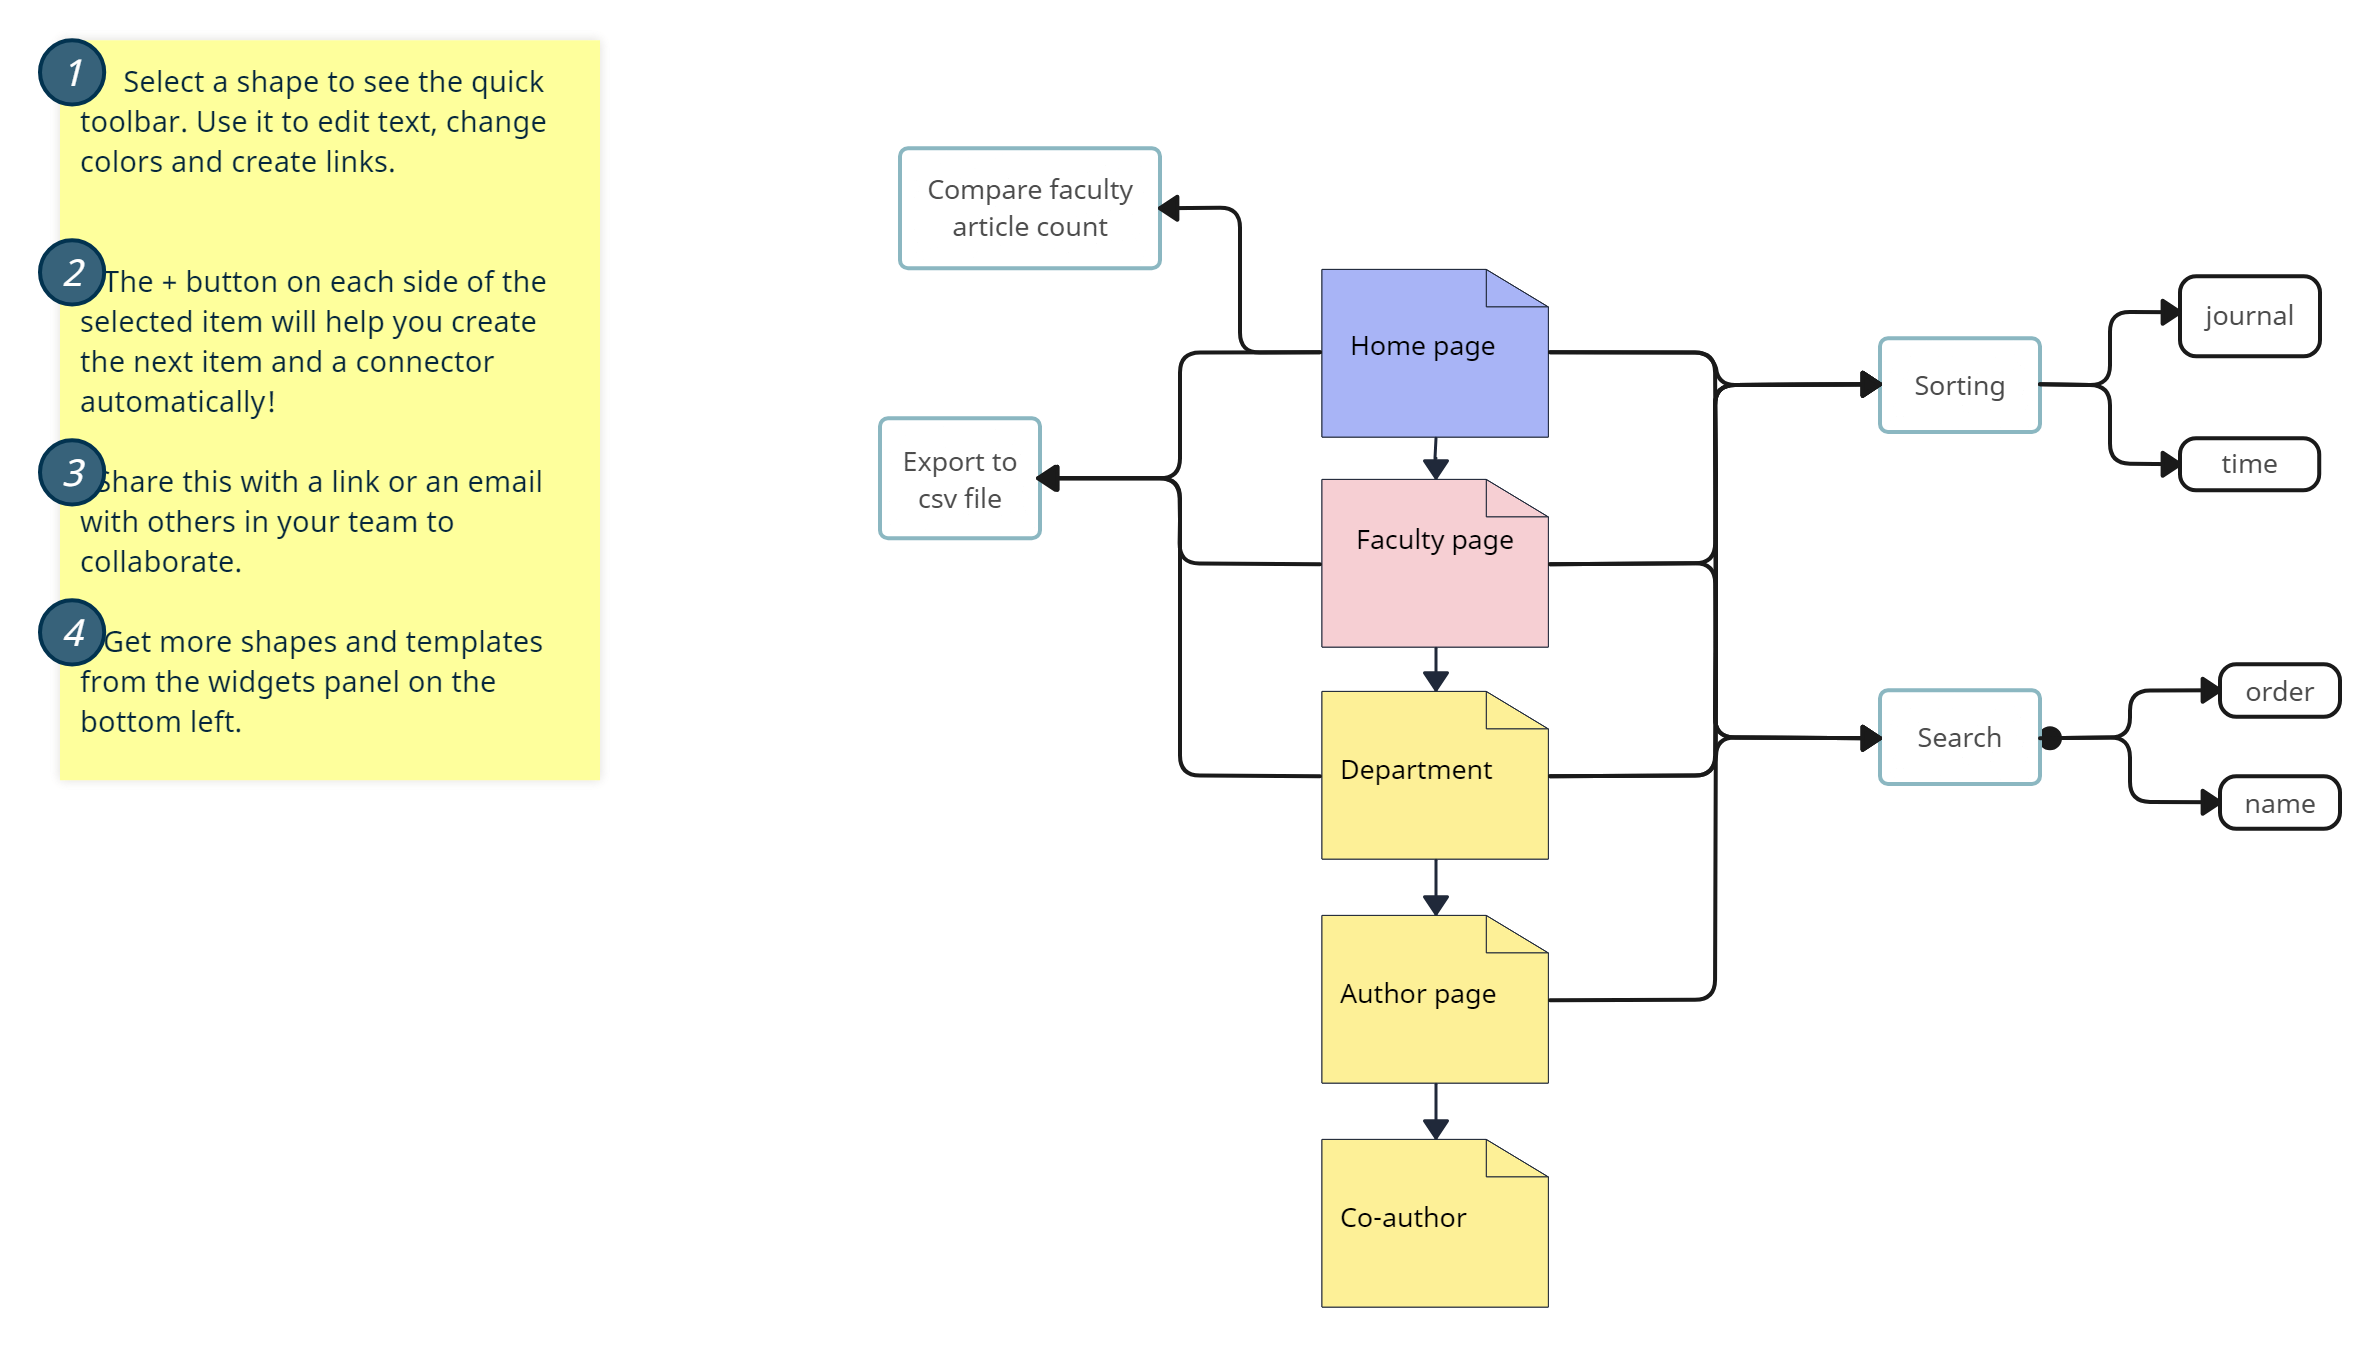 1
Select a shape to see the quick
toolbar. Use it to edit text, change
colors and create links.
2
The + button on each side of the
selected item will help you create
the next item and a connector
automatically!
3
Share this with a link or an email
with others in your team to
collaborate.
4
Get more shapes and templates
from the widgets panel on the
bottom left.
Compare faculty
article count
Export to
csv file
Home page
Faculty page
Department
Author page
Co-author
Sorting
journal
time
Search
order
name